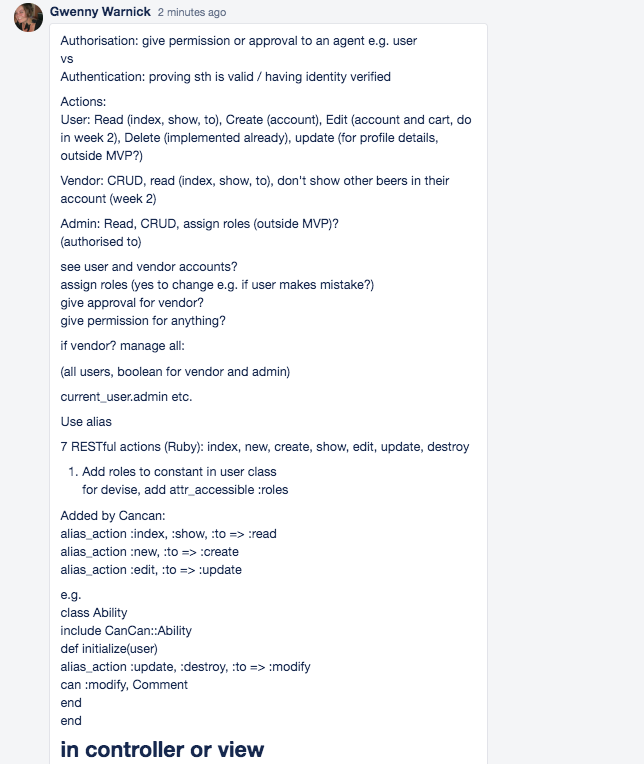 Gwenny Warnick 2 minutes ago
Authorisation: give permission or approval to an agent e.g. user
vs
Authentication: proving sth is valid / having identity verified
Actions:
User: Read (index, show, to), Create (account), Edit (account and cart, do
in week 2), Delete (implemented already), update (for profile details,
outside MVP?)
Vendor: CRUD, read (index, show, to), don't show other beers in their
account (week 2)
Admin: Read, CRUD, assign roles (outside MVP)?
(authorised to)
see user and vendor accounts?
assign roles (yes to change e.g. if user makes mistake?)
give approval for vendor?
give permission for anything?
if vendor? manage all:
(all users, boolean for vendor and admin)
current_user.admin etc.
Use alias
7 RESTful actions (Ruby): index, new, create, show, edit, update, destroy
1. Add roles to constant in user class
for devise, add attr_accessible :roles
Added by Cancan:
alias_action :index, :show, :to => :read
alias_action :new, :to => :create
alias_action :edit, :to => :update
e.g.
class Ability
include CanCan::Ability
def initialize(user)
alias_action :update, :destroy, :to => :modify
can :modify, Comment
end
end
in controller or view